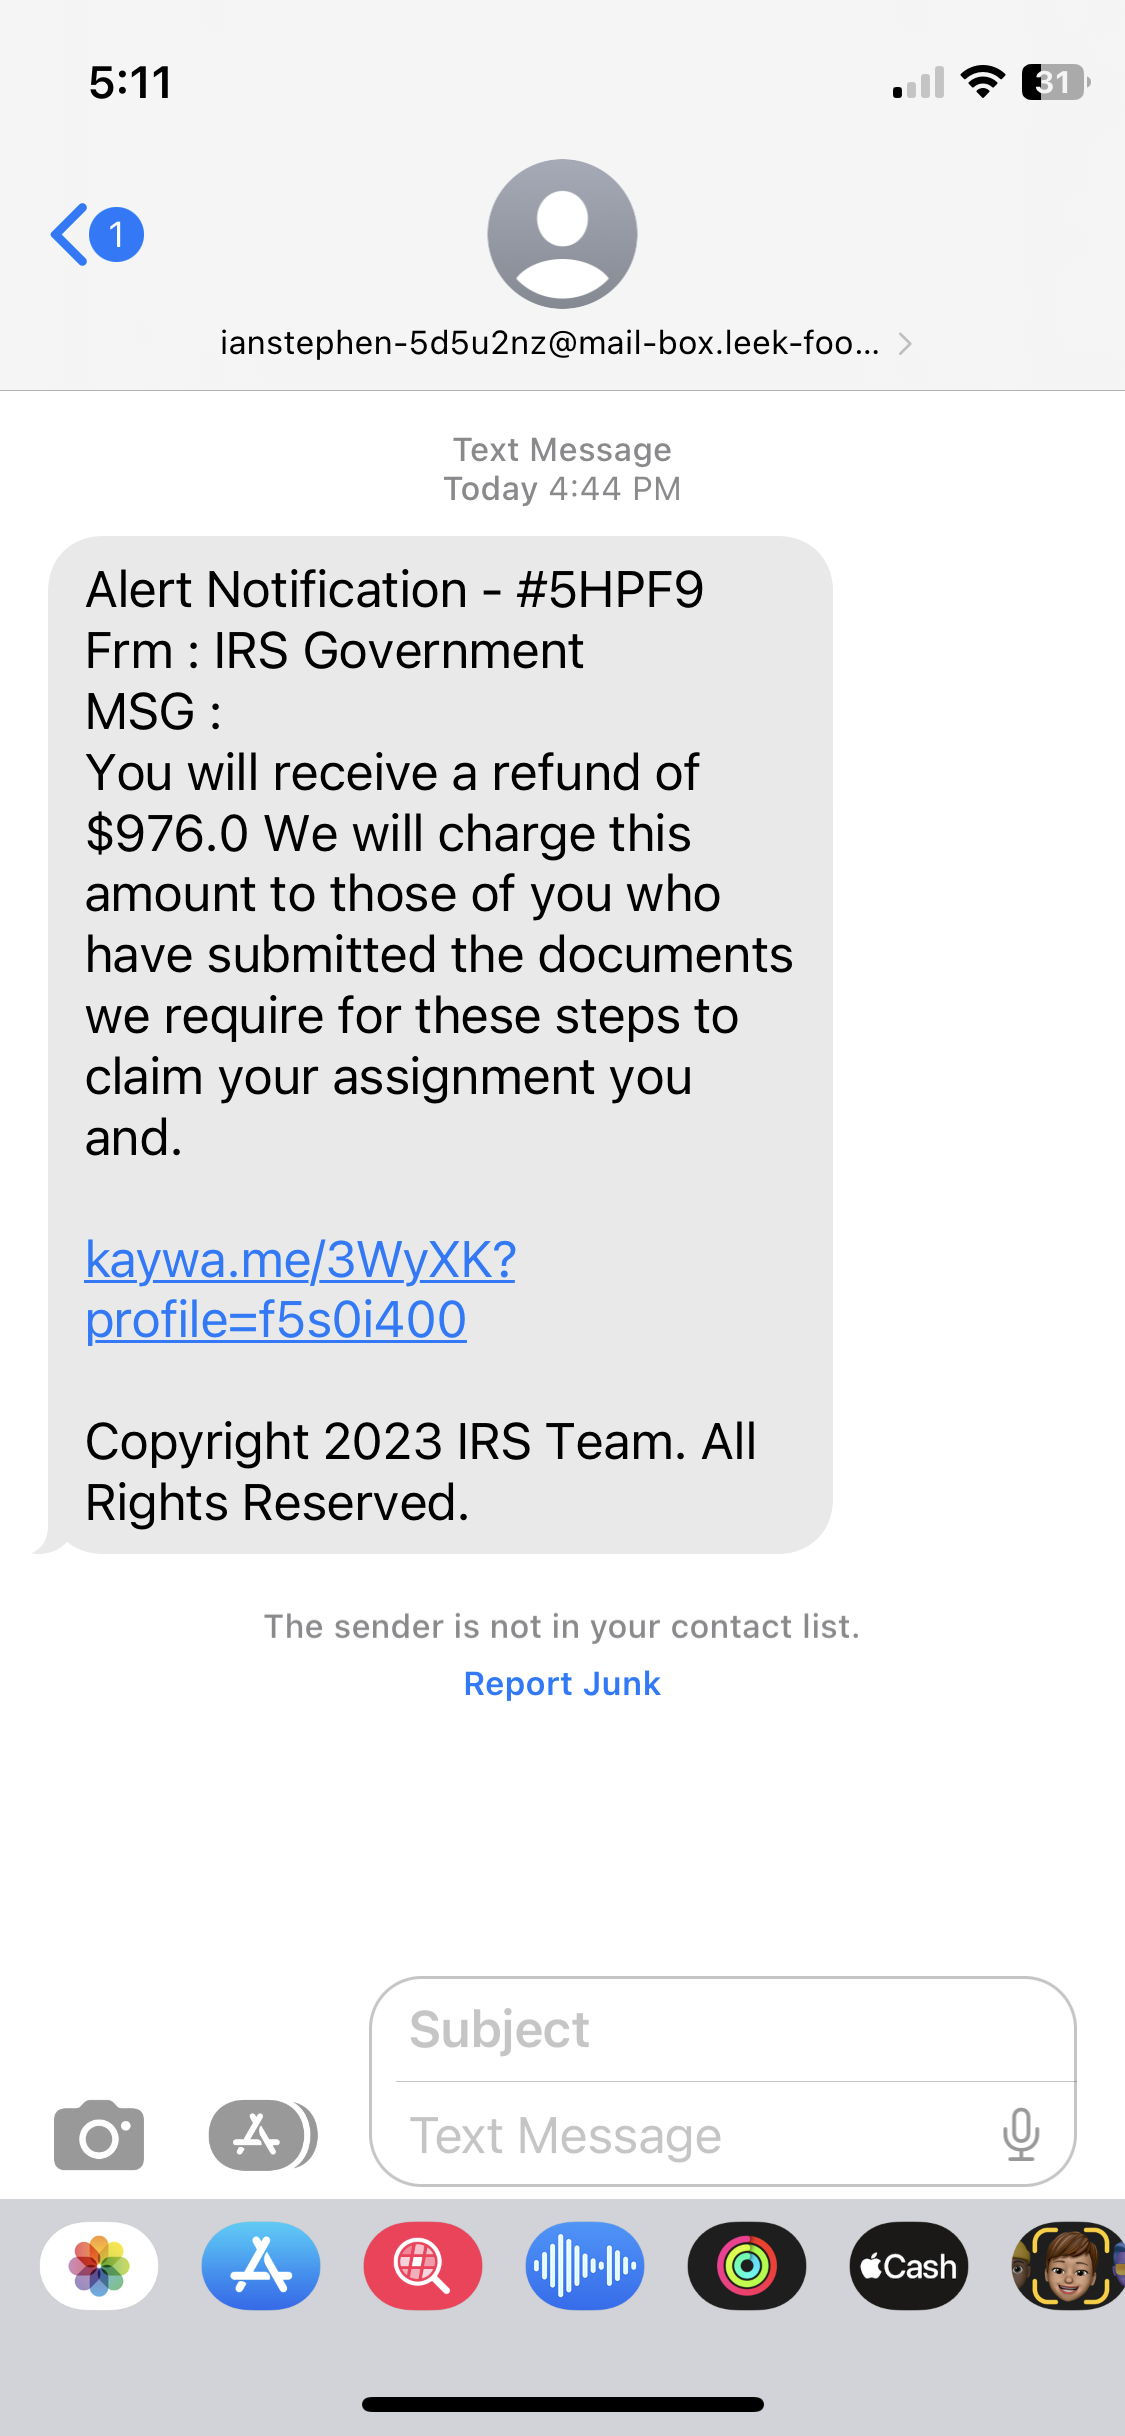 5:11
31
1
ianstephen-5d5u2nz@mail-box.leek-foo...
Text Message
Today 4:44 PM
Alert Notification - #5HPF9
Frm : IRS Government
MSG :
You will receive a refund of
$976.0 We will charge this
amount to those of you who
have submitted the documents
we require for these steps to
claim your assignment you
and.
kaywa.me/3WyXK?
profile=f5s0i400
Copyright 2023 IRS Team. All
Rights Reserved.
The sender is not in your contact list.
Report Junk
Subject
Text Message
Cash